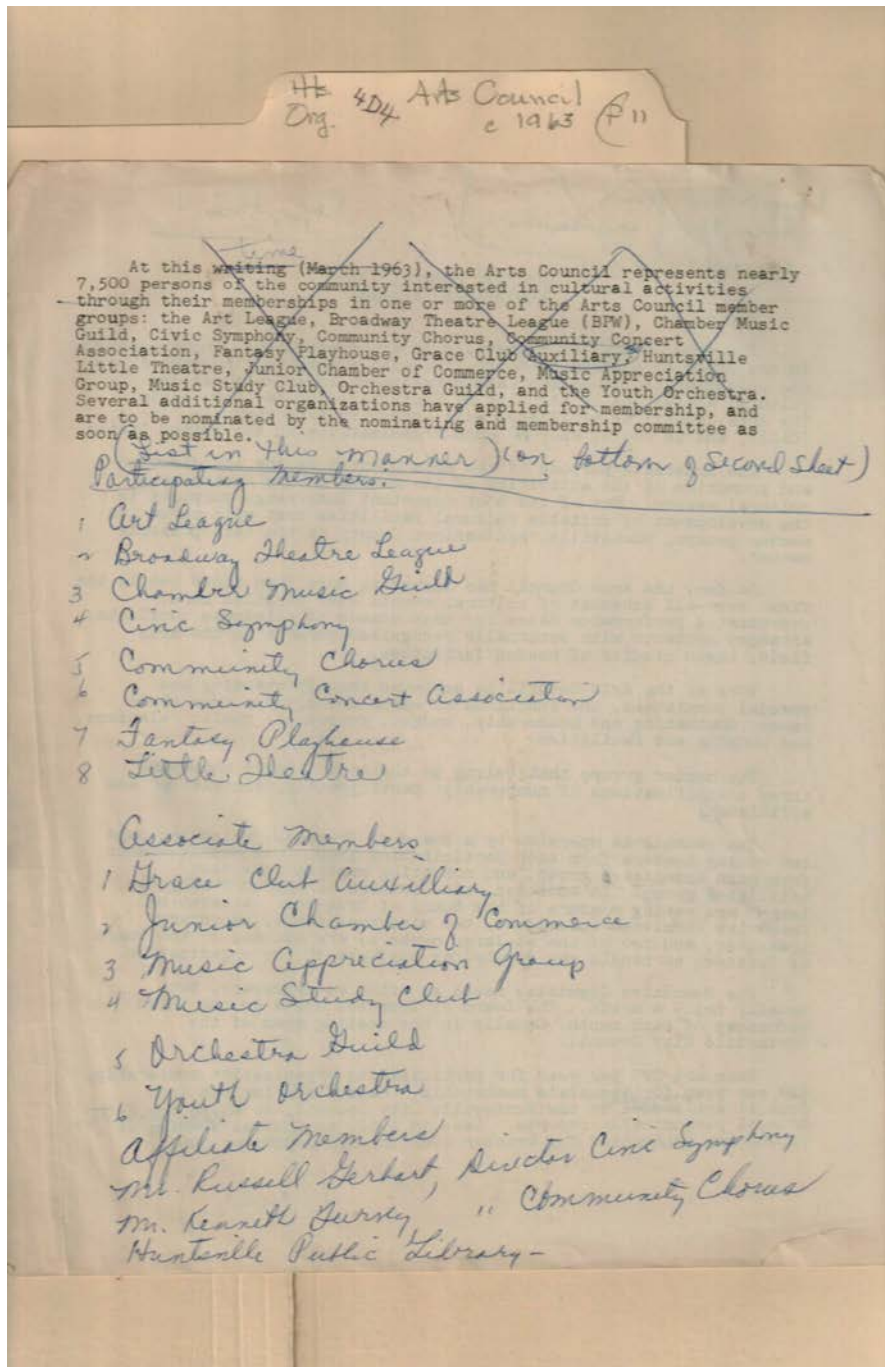 Hts. 4D4 Arts Council
Org. c 1963 P 11
time
At this writing (March 1963), the Arts Council represents nearly
7,500 persons of the community interested in cultural activities
through their memberships in one or more of the Arts Council member
groups: the Art League, Broadway Theatre League (BPW), Chamber Music
Guild, Civic Symphony, Community Chorus, Community Concert
Association, Fantasy Playhouse, Grace Club Auxiliary, Huntsville
Little Theatre, Junior Chamber of Commerce, Music Appreciation
Group, Music Study Club, Orchestra Guild, and the Youth Orchestra.
Several additional organizations have applied for membership, and
are to be nominated by the nominating and membership committee as
soon as possible.
(List in this manner) (on bottom of second sheet)
Participating Members:
1 Art League
2 Broadway Theatre League
3 Chamber Music Guild
4 Civic Symphony
5 Community Chorus
6 Community Concert Association
7 Fantasy Playhouse
8 Little Theatre
Associate Members
1 Grace Club Auxilliary
2 Junior Chamber of Commerce
3 Music Appreciation Group
4 Music Study Club
5 Orchestra Guild
6 Youth Orchestra
Affiliate Members
Mr. Russell Gerhart, Director Civic Symphony
Mr. Kenneth " Community Chorus
Huntsville Public Library -